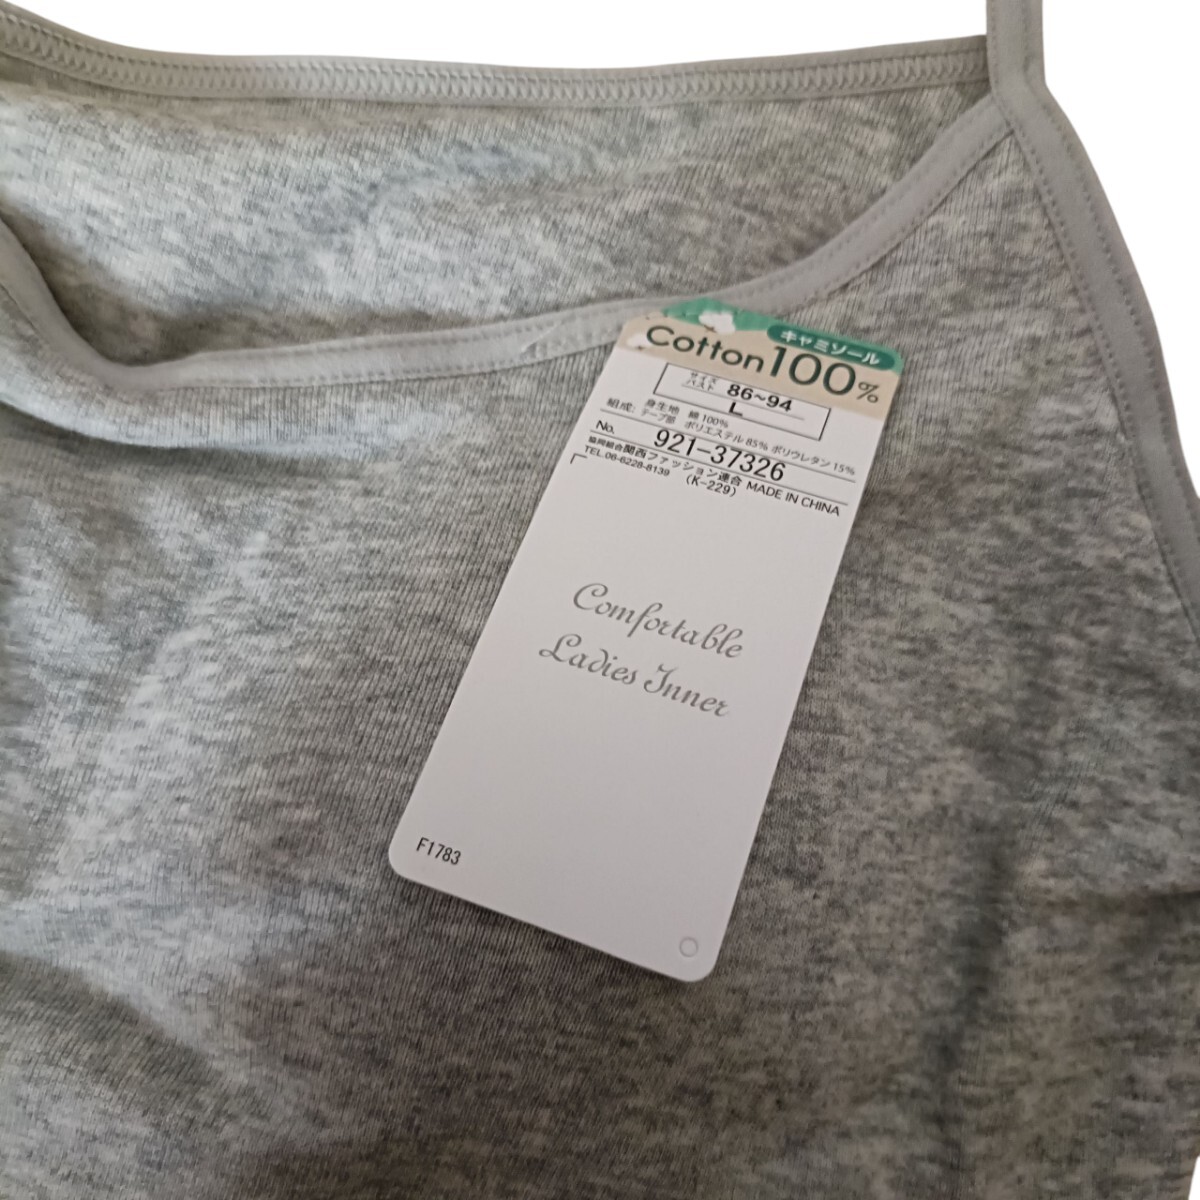 キャミソール
Cotton100%
サイズ
バスト 86~94
L
組成: 身生地 綿100%
テープ部 ポリエステル85% ポリウレタン15%
No. 921-37326
協同組合関西ファッション連合 MADE IN CHINA
TEL.06-6228-8139 (K-229)
Comfortable
Ladies Inner
F1783